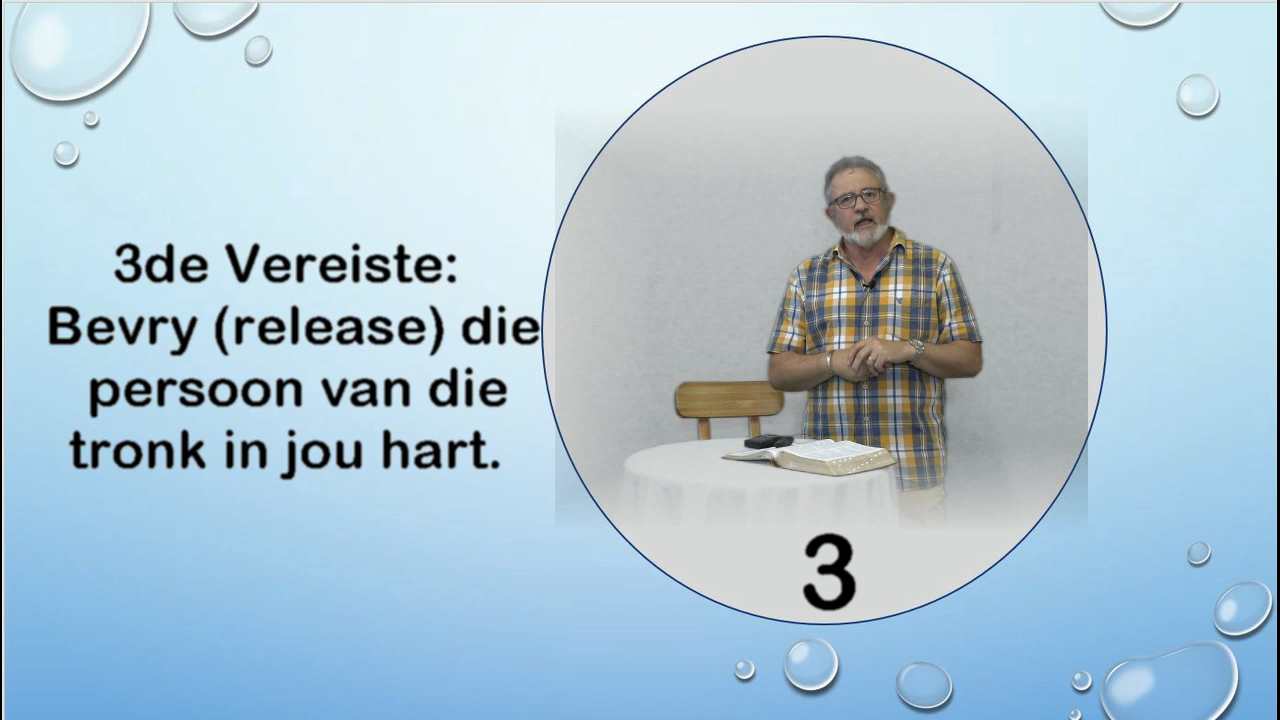 3de Vereiste:
Bevry (release) die
persoon van die
tronk in jou hart.
3